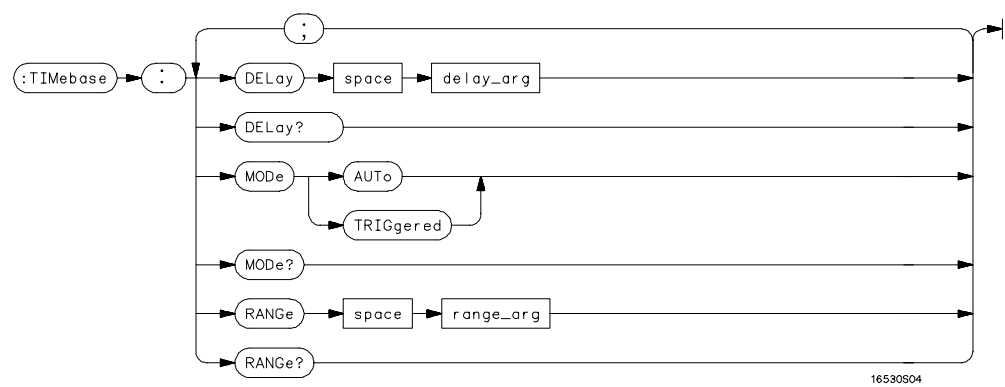 ;
:TIMebase : DELay space delay_arg
DELay?
MODe AUTo
TRIGgered
MODe?
RANGe space range_arg
RANGe?
16530S04